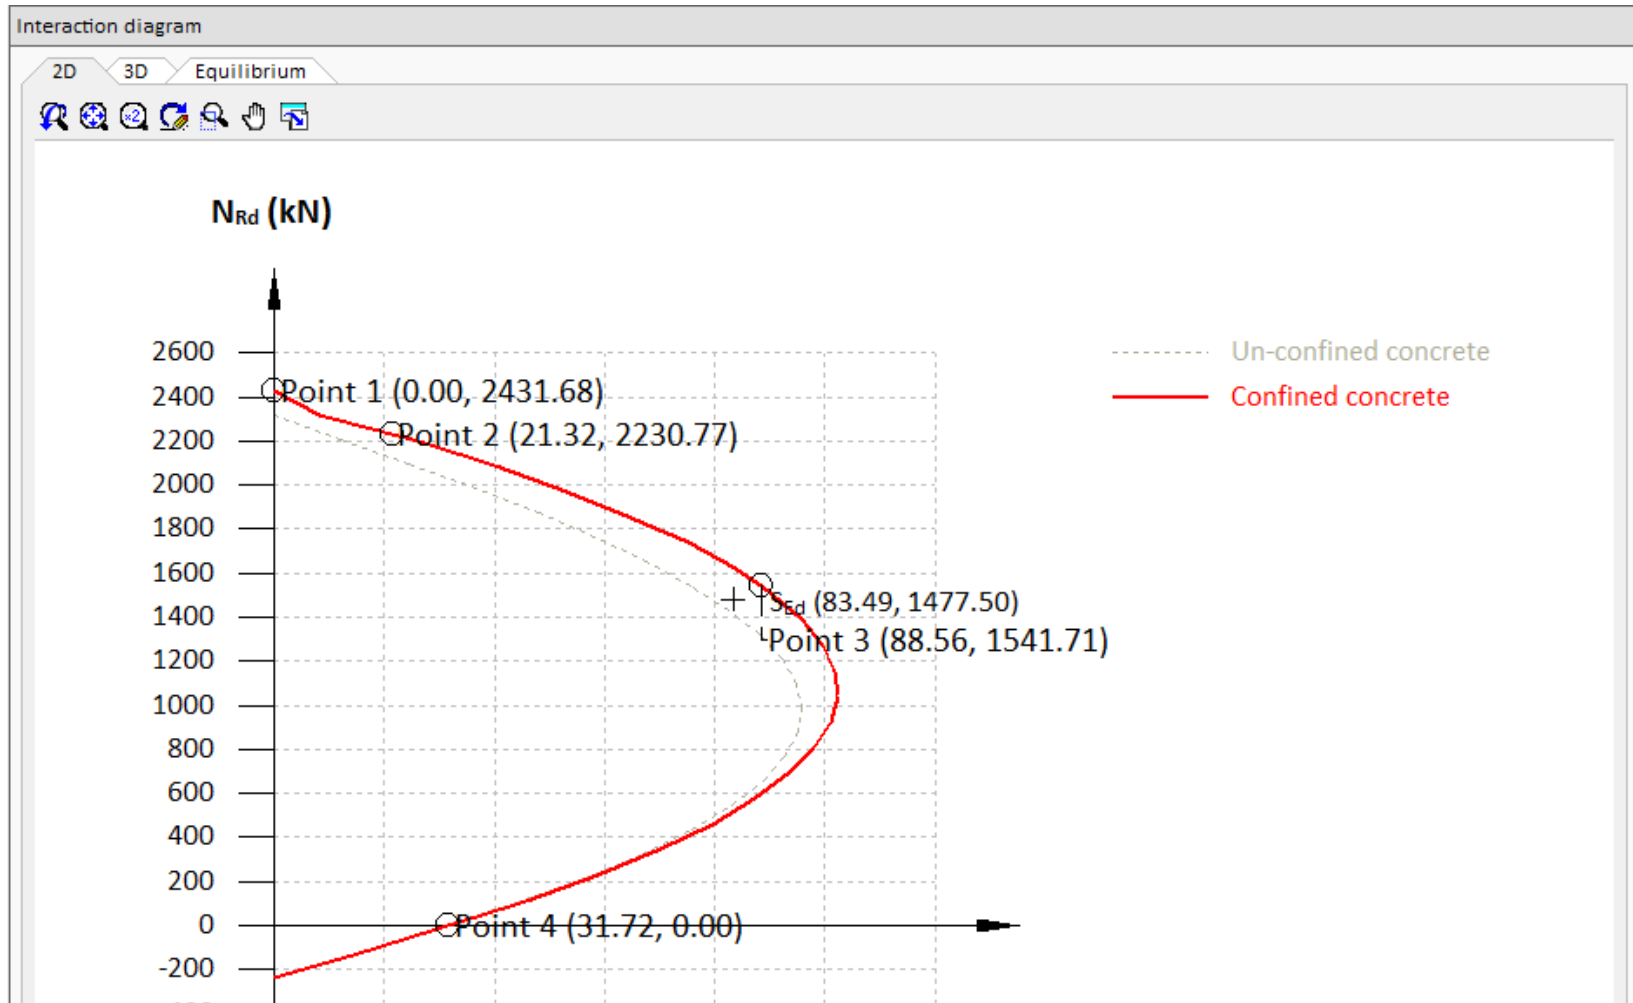 Interaction diagram
2D 3D Equilibrium
×2
NRd (kN)
2600
Un-confined concrete
2400
Point 1 (0.00, 2431.68)
Confined concrete
2200
Point 2 (21.32, 2230.77)
2000
1800
1600
SEd (83.49, 1477.50)
1400
Point 3 (88.56, 1541.71)
1200
1000
800
600
400
200
0
Point 4 (31.72, 0.00)
-200